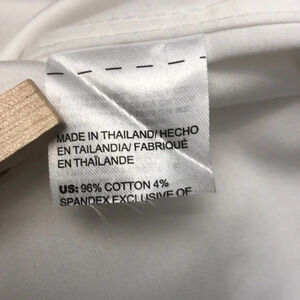 MADE IN THAILAND/ HECHO
EN TAILANDIA/ FABRIQUÉ
EN THAÏLANDE
US: 96% COTTON 4%
SPANDEX EXCLUSIVE OF